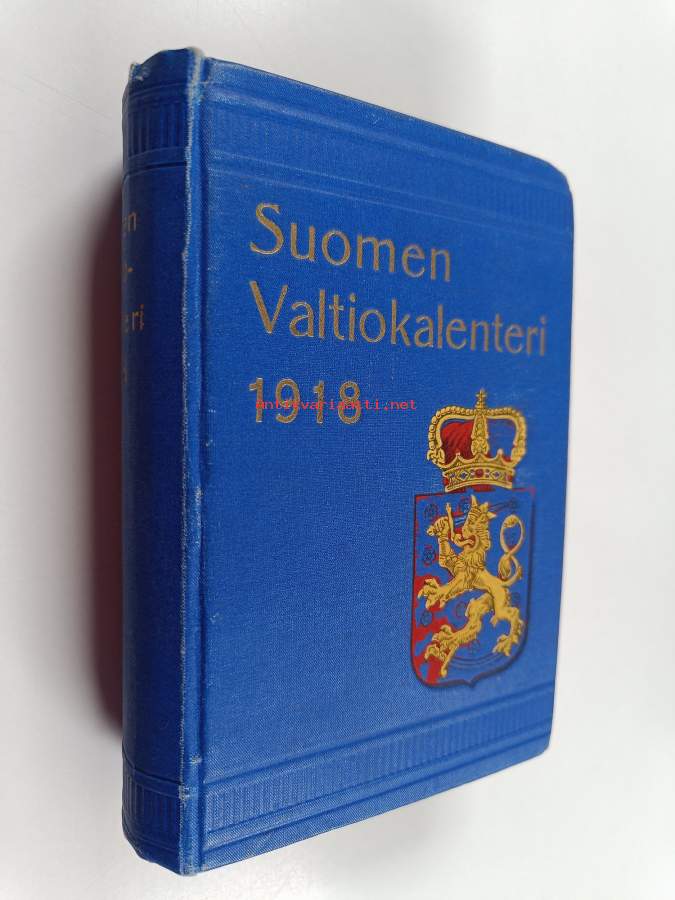 Suomen
Valtiokalenteri
1918
antikvariaatti.net